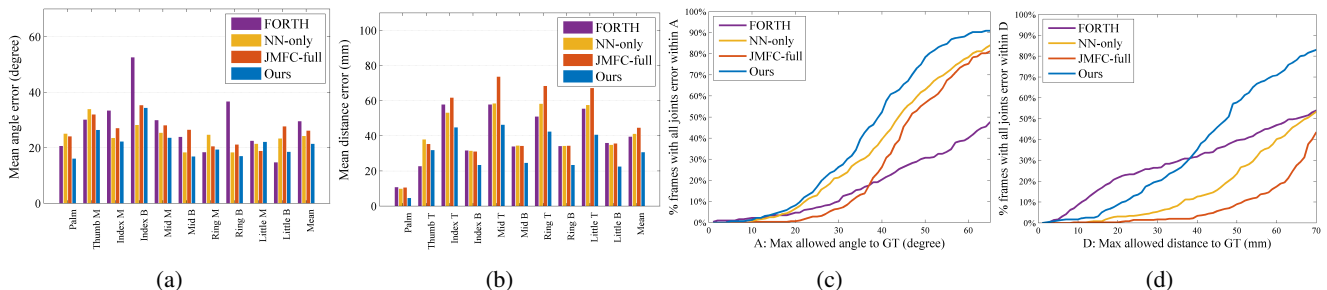 Mean angle error (degree)
60
40
20
0
FORTH
NN-only
JMFC-full
Ours
Palm
Thumb M
Index M
Index B
Mid M
Mid B
Ring M
Ring B
Little M
Little B
Mean
(a)
Mean distance error (mm)
100
80
60
40
20
0
FORTH
NN-only
JMFC-full
Ours
Palm
Thumb T
Index T
Index B
Mid T
Mid B
Ring T
Ring B
Little T
Little B
Mean
(b)
% frames with all joints error within A
100%
90%
80%
70%
60%
50%
40%
30%
20%
10%
0%
FORTH
NN-only
JMFC-full
Ours
0 10 20 30 40 50 60
A: Max allowed angle to GT (degree)
(c)
% frames with all joints error within D
100%
90%
80%
70%
60%
50%
40%
30%
20%
10%
0%
FORTH
NN-only
JMFC-full
Ours
0 10 20 30 40 50 60 70
D: Max allowed distance to GT (mm)
(d)